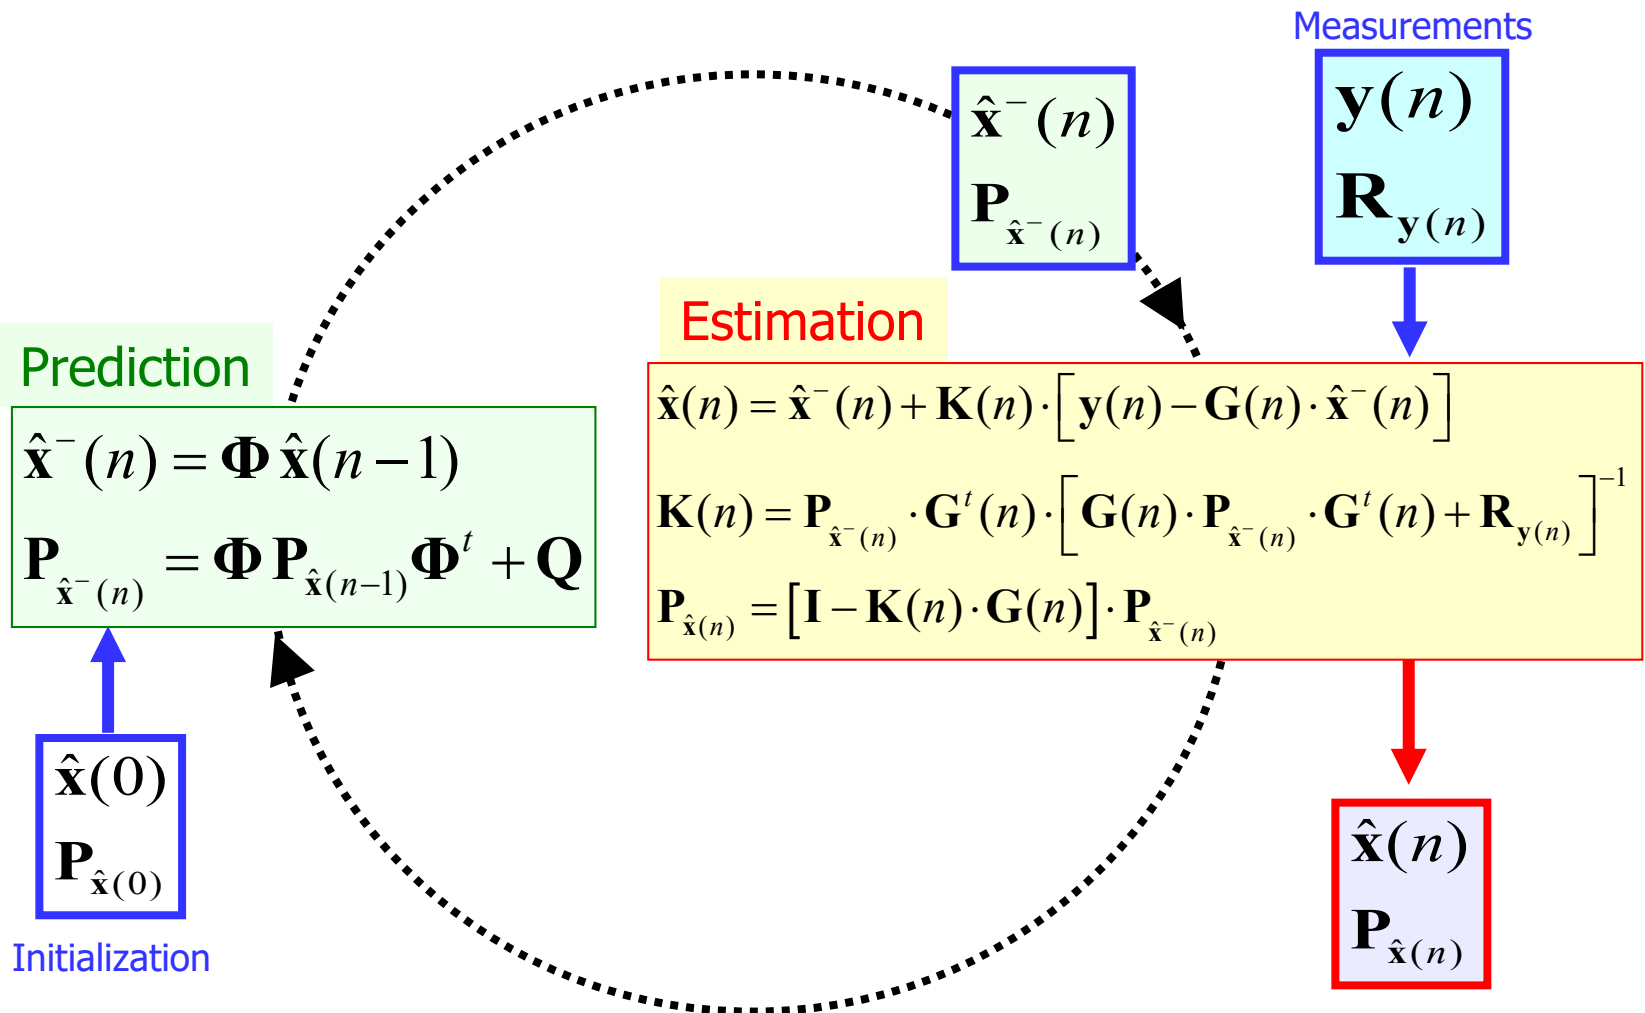 Measurements
y(n)
R_y(n)
x̂⁻(n)
P_x̂⁻(n)
Estimation
x̂(n) = x̂⁻(n) + K(n)·[y(n) − G(n)·x̂⁻(n)]
K(n) = P_x̂⁻(n) · Gᵗ(n)·[G(n)·P_x̂⁻(n) · Gᵗ(n) + R_y(n)]⁻¹
P_x̂(n) = [I − K(n)·G(n)]·P_x̂⁻(n)
Prediction
x̂⁻(n) = Φ x̂(n−1)
P_x̂⁻(n) = Φ P_x̂(n−1) Φᵗ + Q
x̂(0)
P_x̂(0)
Initialization
x̂(n)
P_x̂(n)